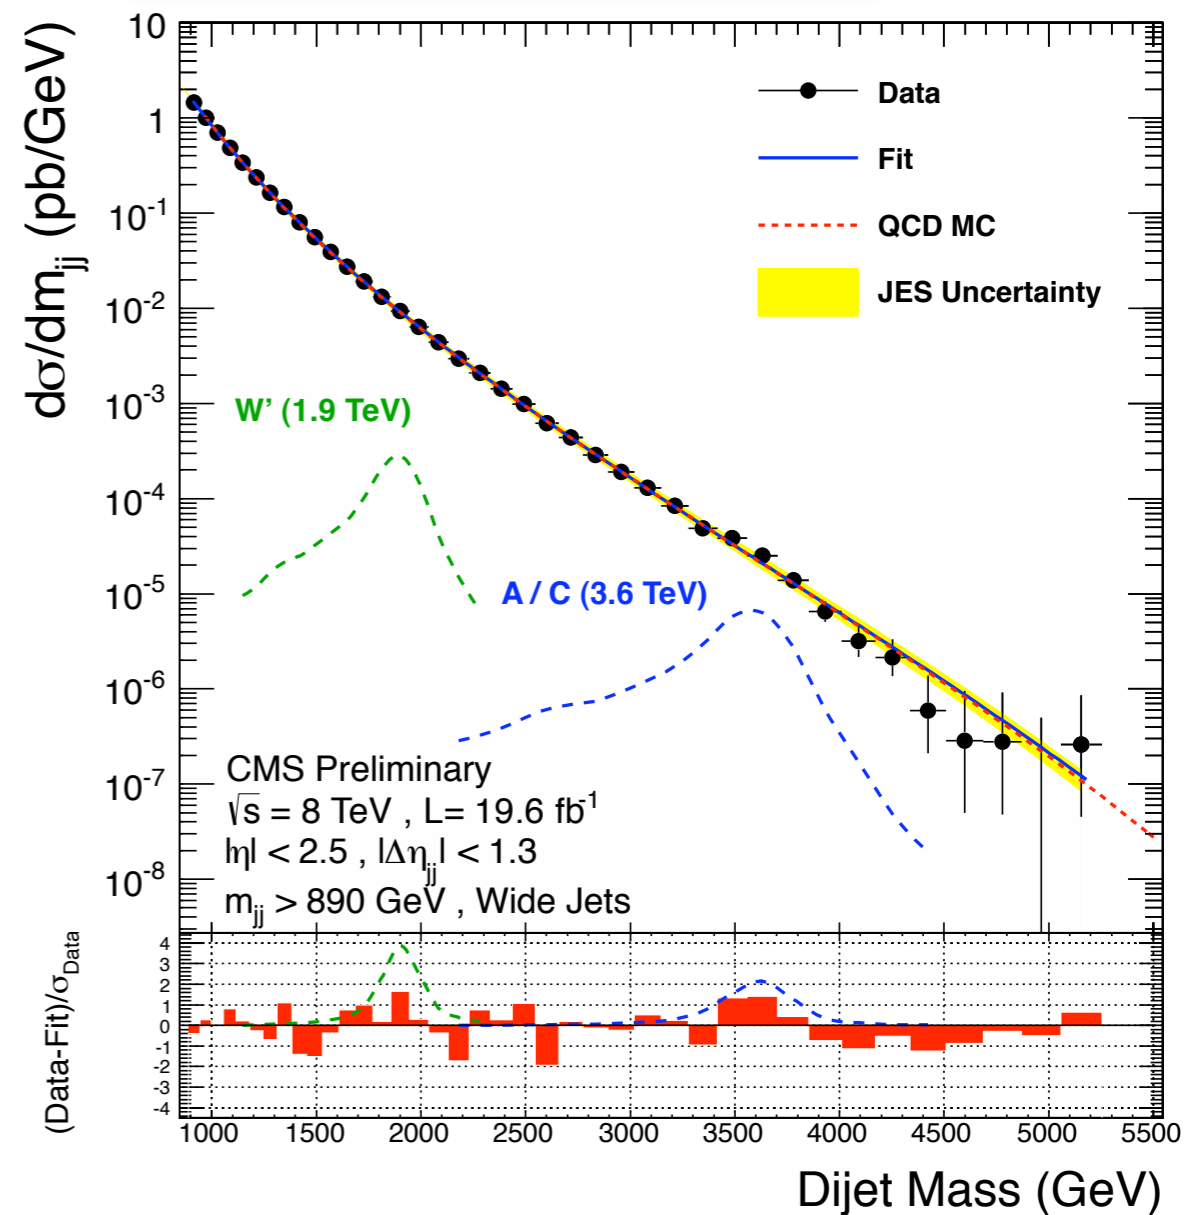 dσ/dm_jj (pb/GeV)
10
1
10^-1
10^-2
10^-3
10^-4
10^-5
10^-6
10^-7
10^-8
Data
Fit
QCD MC
JES Uncertainty
W’ (1.9 TeV)
A / C (3.6 TeV)
CMS Preliminary
√s = 8 TeV , L= 19.6 fb^-1
|η| < 2.5 , |Δη_jj| < 1.3
m_jj > 890 GeV , Wide Jets
(Data-Fit)/σ_Data
4
3
2
1
0
-1
-2
-3
-4
1000 1500 2000 2500 3000 3500 4000 4500 5000 5500
Dijet Mass (GeV)